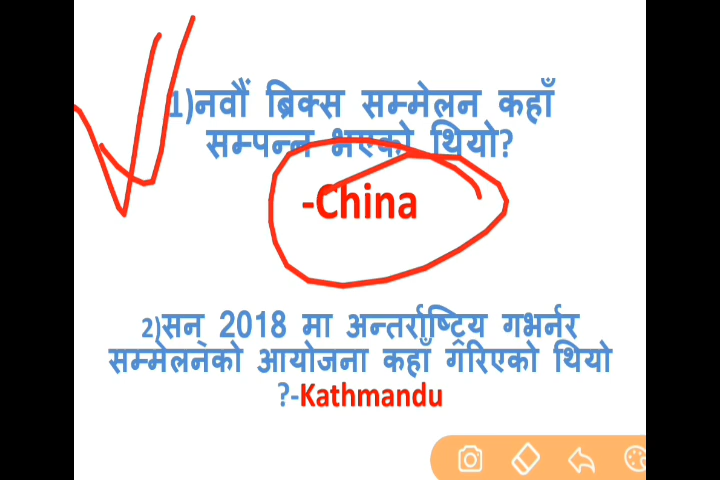 1)नवौं ब्रिक्स सम्मेलन कहाँ
सम्पन्न भएको थियो?
-China
2)सन् 2018 मा अन्तर्राष्ट्रिय गभर्नर
सम्मेलनको आयोजना कहाँ गरिएको थियो
?-Kathmandu